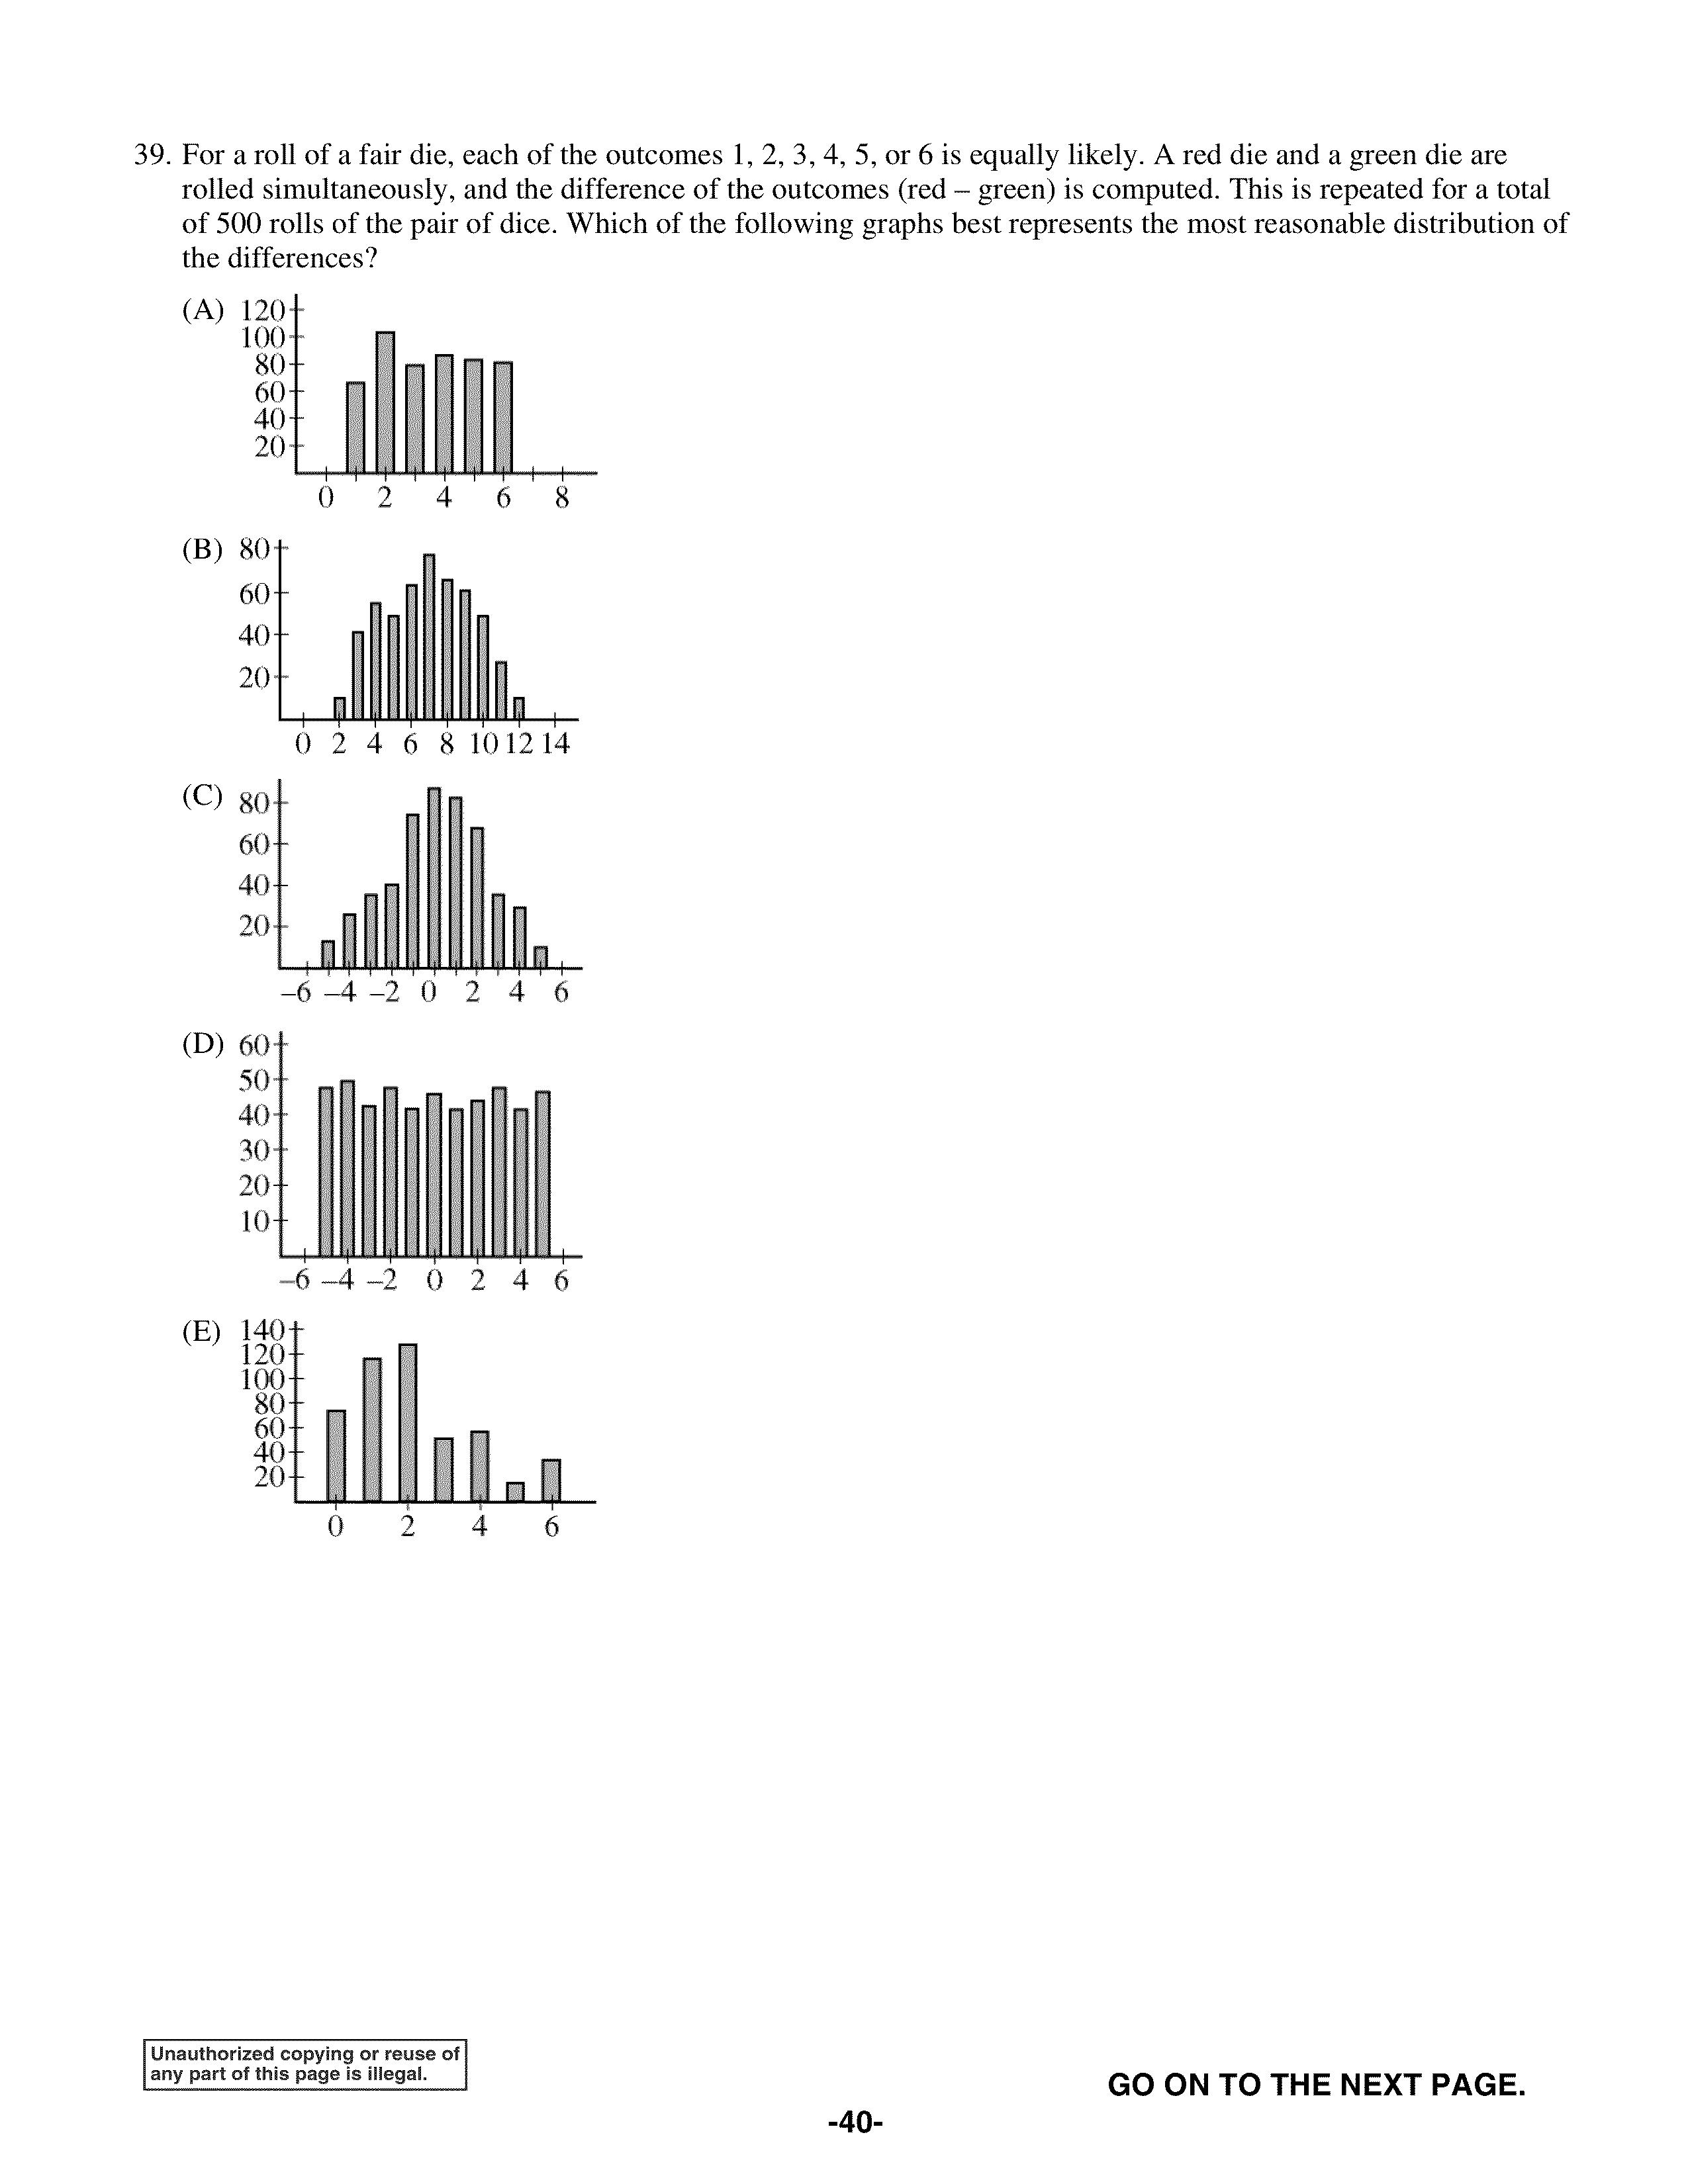 39. For a roll of a fair die, each of the outcomes 1, 2, 3, 4, 5, or 6 is equally likely. A red die and a green die are
rolled simultaneously, and the difference of the outcomes (red – green) is computed. This is repeated for a total
of 500 rolls of the pair of dice. Which of the following graphs best represents the most reasonable distribution of
the differences?
(A) 120
100
80
60
40
20
0 2 4 6 8
(B) 80
60
40
20
0 2 4 6 8 10 12 14
(C) 80
60
40
20
–6 –4 –2 0 2 4 6
(D) 60
50
40
30
20
10
–6 –4 –2 0 2 4 6
(E) 140
120
100
80
60
40
20
0 2 4 6
Unauthorized copying or reuse of
any part of this page is illegal.
GO ON TO THE NEXT PAGE.
-40-